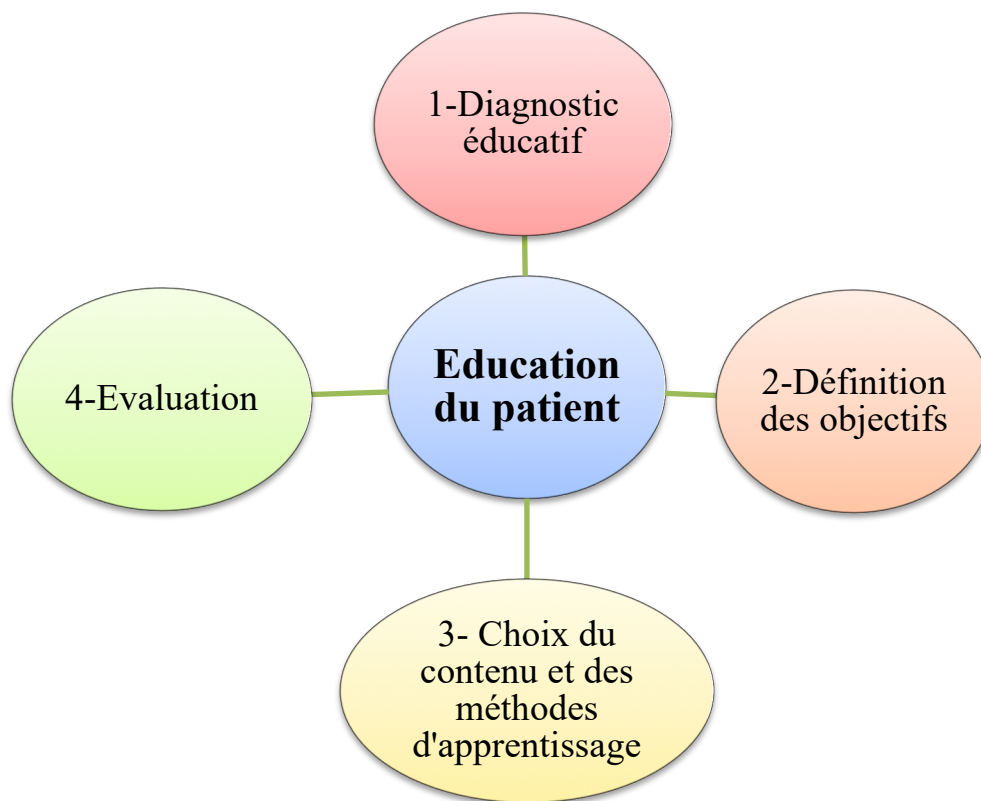 1-Diagnostic
éducatif
Education
du patient
2-Définition
des objectifs
3- Choix du
contenu et des
méthodes
d'apprentissage
4-Evaluation